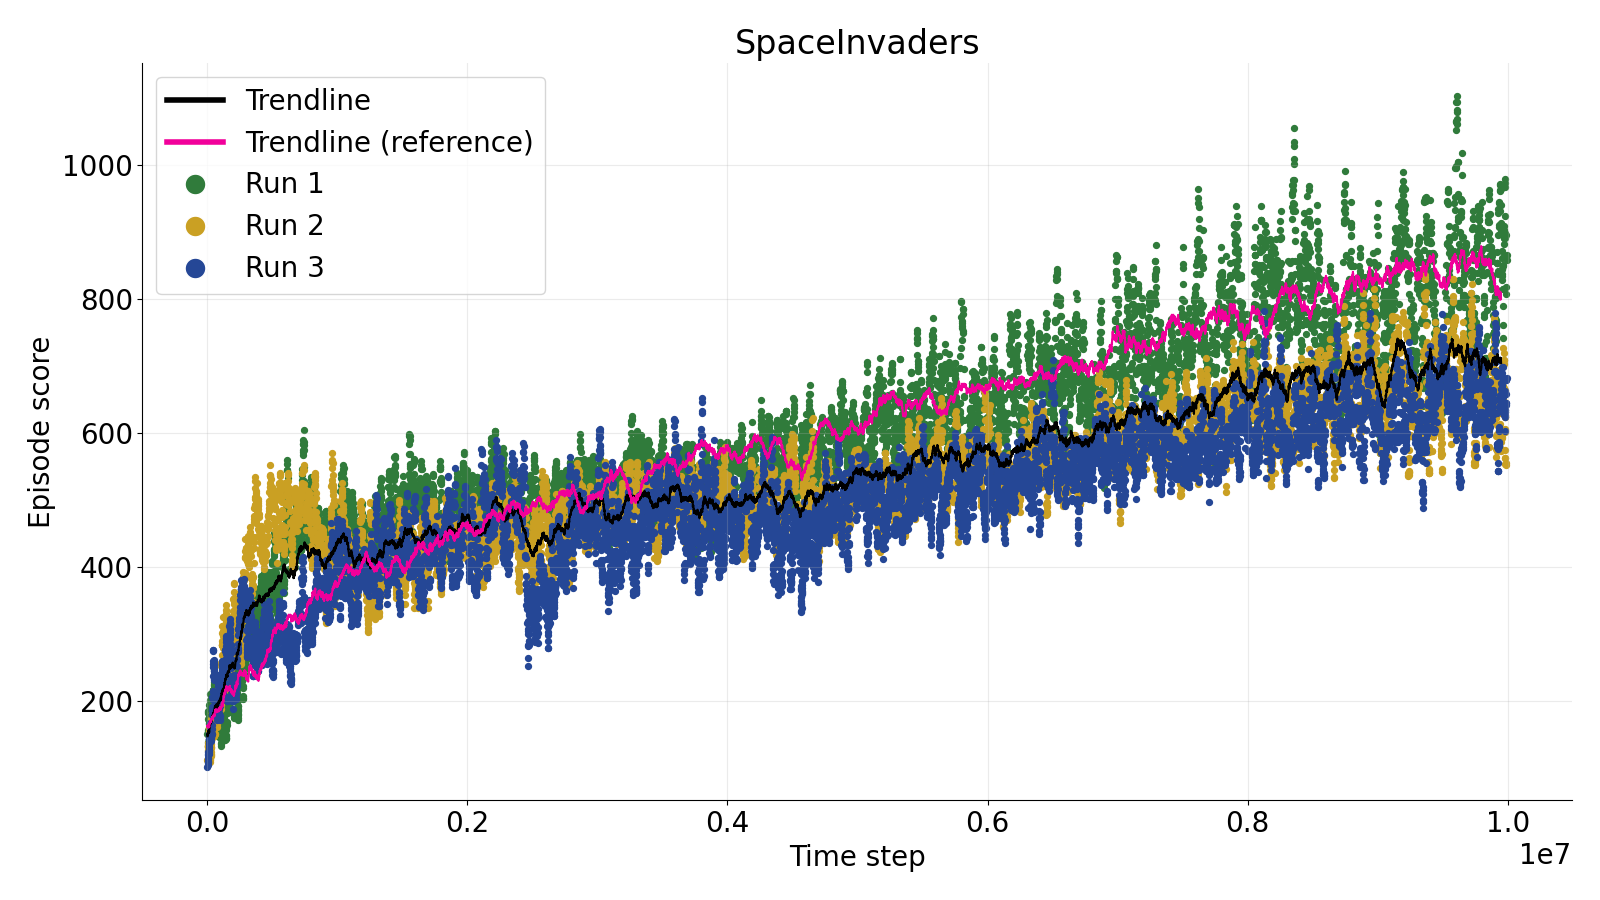 SpaceInvaders
Trendline
Trendline (reference)
Run 1
Run 2
Run 3
Episode score
1000
800
600
400
200
0.0 0.2 0.4 0.6 0.8 1.0
1e7
Time step